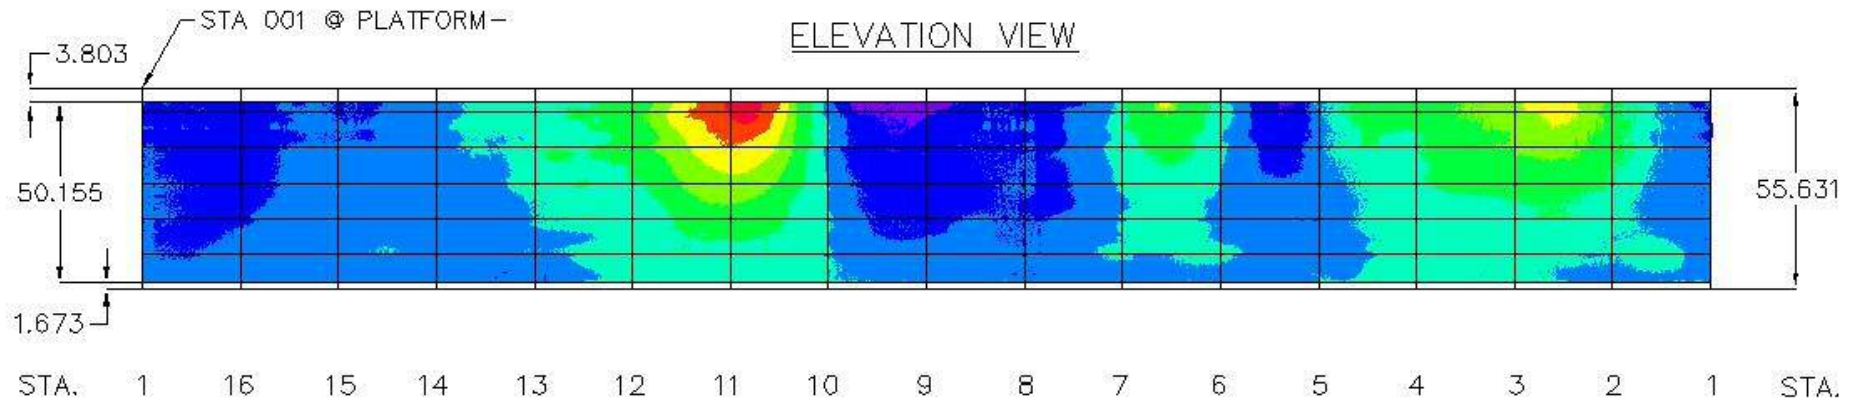 STA 001 @ PLATFORM
ELEVATION VIEW
3.803
50.155
55.631
1.673
STA. 1 16 15 14 13 12 11 10 9 8 7 6 5 4 3 2 1 STA.